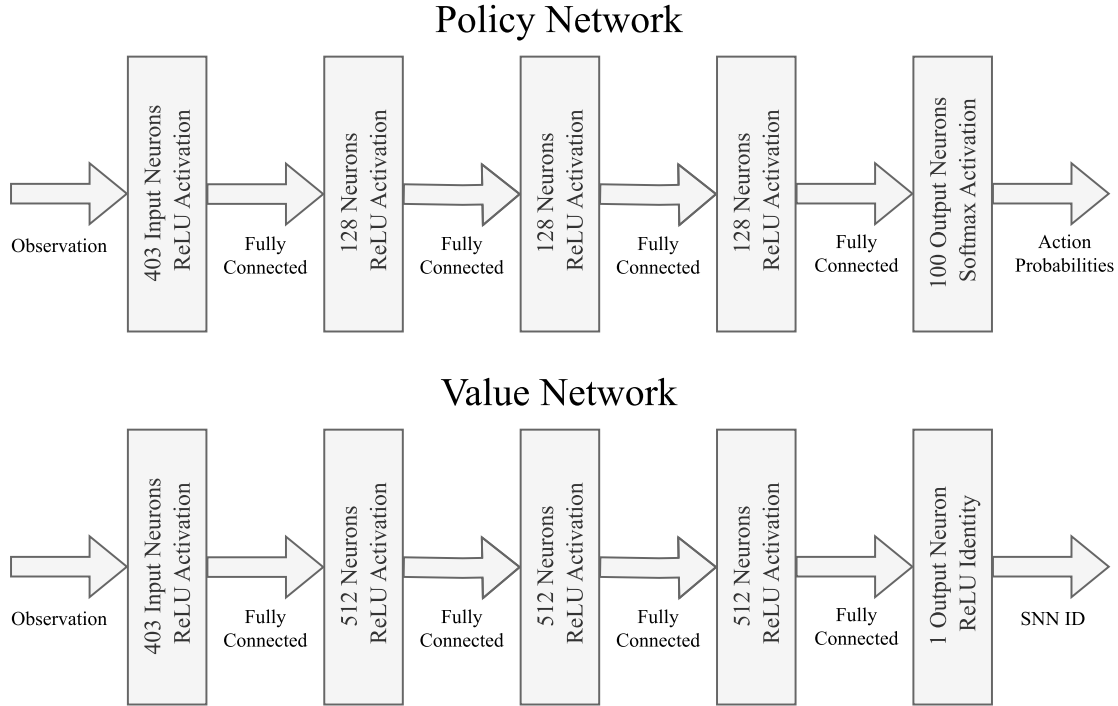 Policy Network
403 Input Neurons
ReLU Activation
128 Neurons
ReLU Activation
128 Neurons
ReLU Activation
128 Neurons
ReLU Activation
100 Output Neurons
Softmax Activation
Observation
Fully
Connected
Fully
Connected
Fully
Connected
Fully
Connected
Action
Probabilities
Value Network
403 Input Neurons
ReLU Activation
512 Neurons
ReLU Activation
512 Neurons
ReLU Activation
512 Neurons
ReLU Activation
1 Output Neuron
ReLU Identity
Observation
Fully
Connected
Fully
Connected
Fully
Connected
Fully
Connected
SNN ID